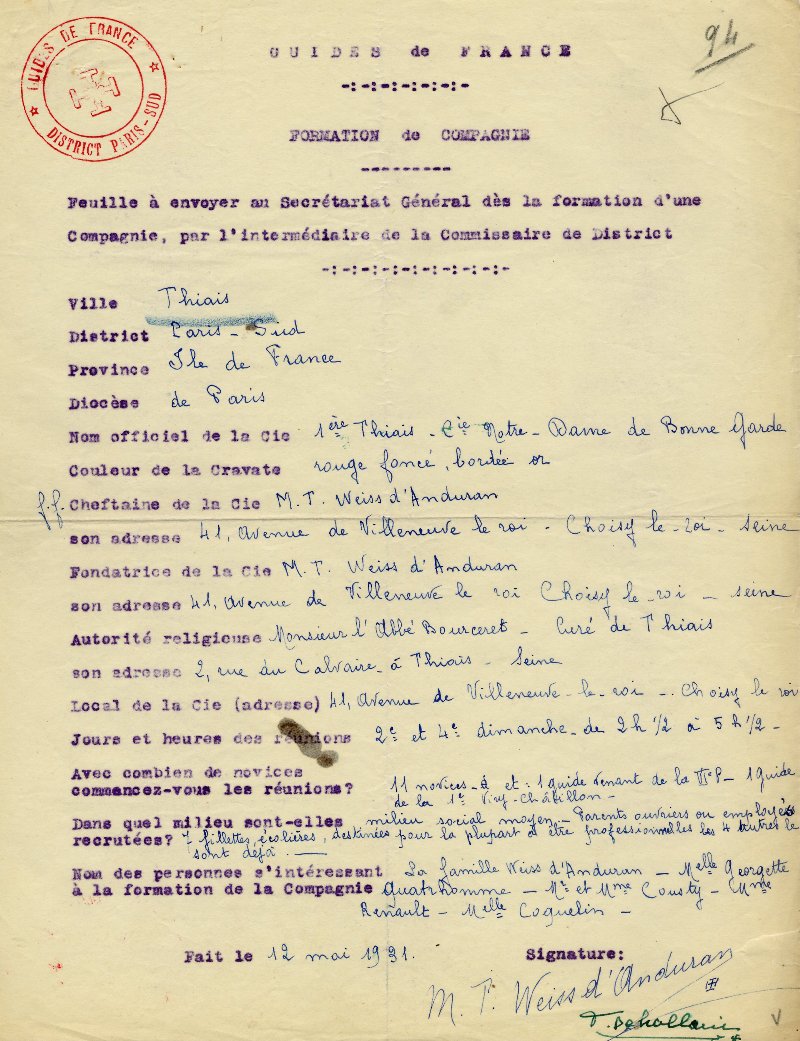 GUIDES DE FRANCE
DISTRICT PARIS-SUD
94
GUIDES de FRANCE
-:-:-:-:-:-:-
FORMATION de COMPAGNIE
---------
Feuille à envoyer au Secrétariat Général dès la formation d'une
Compagnie, par l'intermédiaire de la Commissaire de District
-:-:-:-:-:-:-:-:-:-
Ville Thiais
District Paris - Sud
Province Ile de France
Diocèse de Paris
Nom officiel de la Cie 1ère Thiais - Cie Notre - Dame de Bonne Garde
Couleur de la Cravate rouge foncé, bordée or
f.f. Cheftaine de la Cie M.T. Weiss d'Anduran
son adresse 41, Avenue de Villeneuve le roi - Choisy le-roi - Seine
Fondatrice de la Cie M.T. Weiss d'Anduran
son adresse 41, Avenue de Villeneuve le roi Choisy le-roi - Seine
Autorité religieuse Monsieur l'Abbé Bourceret - Curé de Thiais
son adresse 2, rue du Calvaire - à Thiais - Seine
Local de la Cie (adresse) 41, Avenue de Villeneuve-le-roi - Choisy le roi
Jours et heures des réunions 2e et 4e dimanche - de 2h 1/2 à 5h 1/2 -
Avec combien de novices
commencez-vous les réunions? 11 novices - et : 1 guide venant de la - 1 guide
de la 1e Viry-Châtillon -
Dans quel milieu sont-elles milieu social moyen - Parents ouvriers ou employés
recrutées? 7 fillettes, écolières, destinées pour la plupart à être professionnelles les 4 autres le
sont déjà. -
Nom des personnes s'intéressant La famille Weiss d'Anduran - Melle Georgette
à la formation de la Compagnie Quatrhomme - Mr et Mme Cousty - Mme
Renault - Melle Coquelin -
Fait le 12 mai 1931. Signature:
M.T. Weiss d'Anduran